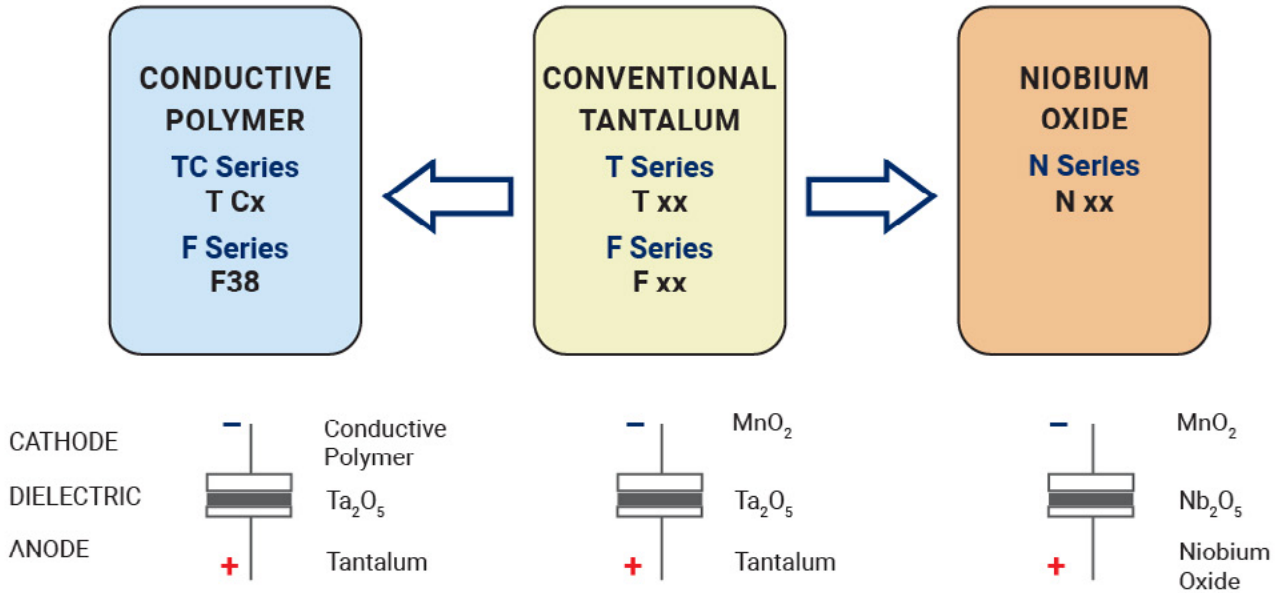 CONDUCTIVE
POLYMER
TC Series
T Cx
F Series
F38
CONVENTIONAL
TANTALUM
T Series
T xx
F Series
F xx
NIOBIUM
OXIDE
N Series
N xx
CATHODE
DIELECTRIC
ANODE
−
Conductive
Polymer
Ta₂O₅
+
Tantalum
−
MnO₂
Ta₂O₅
+
Tantalum
−
MnO₂
Nb₂O₅
+
Niobium
Oxide